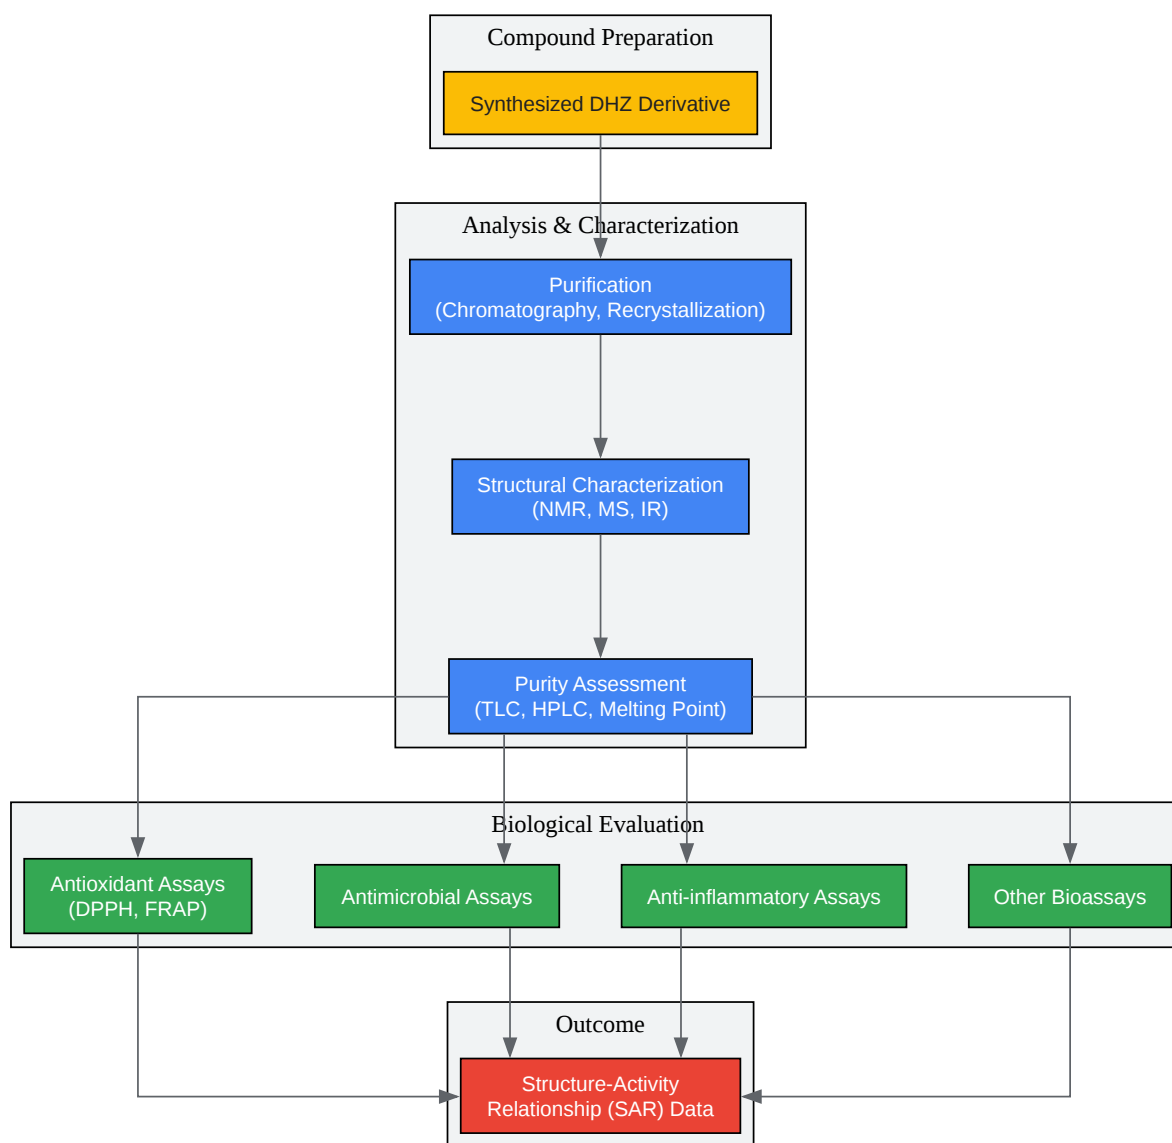 Compound Preparation
Synthesized DHZ Derivative
Analysis & Characterization
Purification
(Chromatography, Recrystallization)
Structural Characterization
(NMR, MS, IR)
Purity Assessment
(TLC, HPLC, Melting Point)
Biological Evaluation
Antioxidant Assays
(DPPH, FRAP)
Antimicrobial Assays
Anti-inflammatory Assays
Other Bioassays
Outcome
Structure-Activity
Relationship (SAR) Data